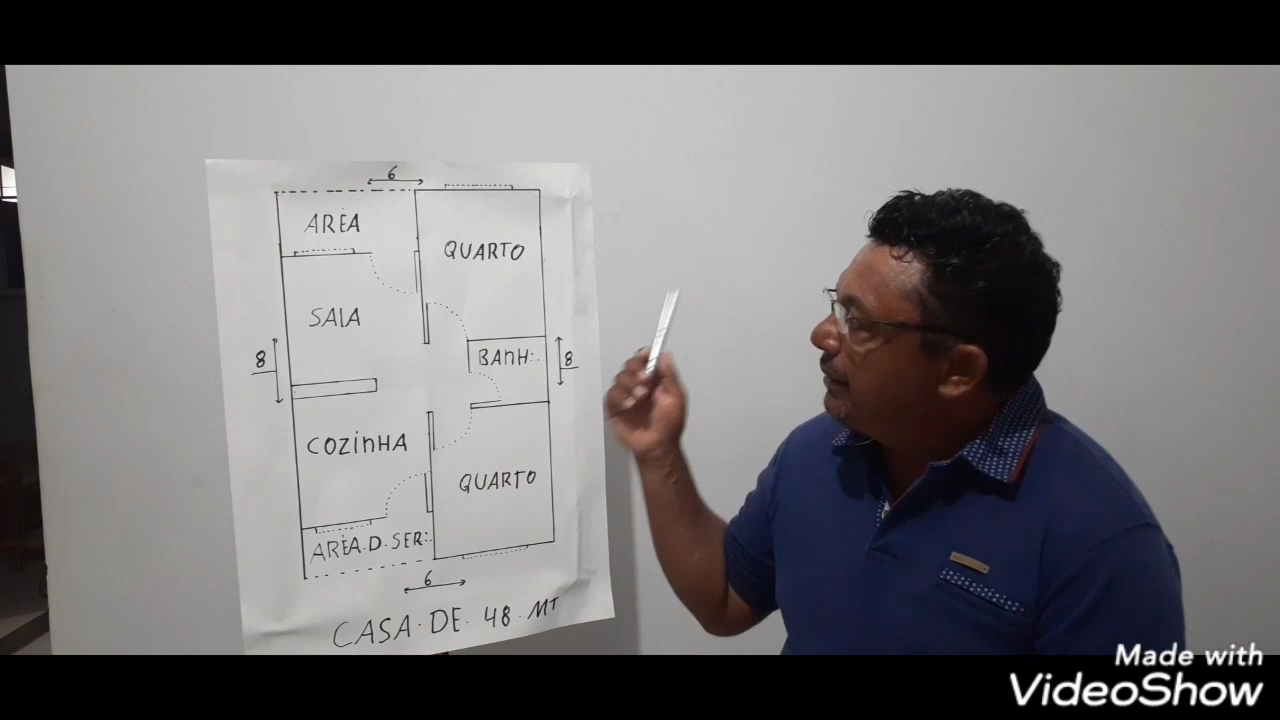 6
AREA
QUARTO
SALA
8
BANH:.
8
COZINHA
QUARTO
AREA.D.SER:.
6
CASA.DE.48.MT
Made with
VideoShow